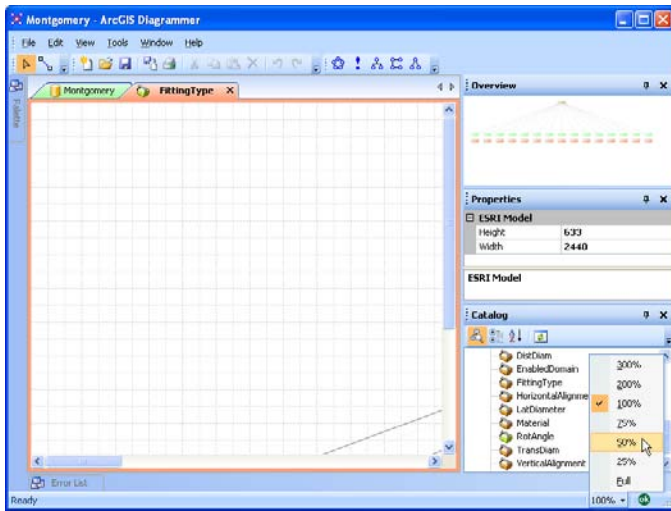 Montgomery - ArcGIS Diagrammer
File Edit View Tools Window Help
Palette
Montgomery FittingType X
Overview
Properties
ESRI Model
Height 633
Width 2440
ESRI Model
Catalog
DistDiam
EnabledDomain
FittingType
HorizontalAlignme
LatDiameter
Material
RotAngle
TransDiam
VerticalAlignment
300%
200%
100%
75%
50%
25%
Full
Error List
Ready
100%
ok